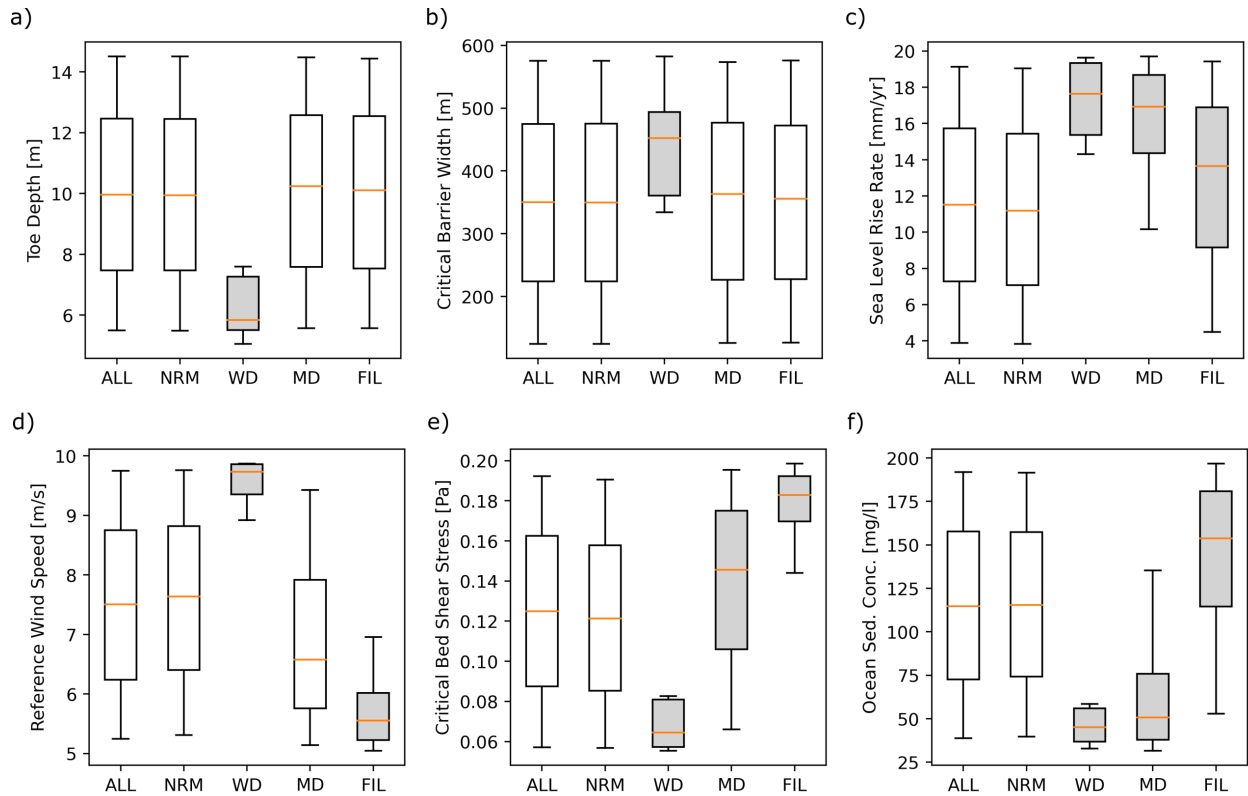 a)
Toe Depth [m]
14
12
10
8
6
ALL NRM WD MD FIL
b)
Critical Barrier Width [m]
600
500
400
300
200
ALL NRM WD MD FIL
c)
Sea Level Rise Rate [mm/yr]
20
18
16
14
12
10
8
6
4
ALL NRM WD MD FIL
d)
Reference Wind Speed [m/s]
10
9
8
7
6
5
ALL NRM WD MD FIL
e)
Critical Bed Shear Stress [Pa]
0.20
0.18
0.16
0.14
0.12
0.10
0.08
0.06
ALL NRM WD MD FIL
f)
Ocean Sed. Conc. [mg/l]
200
175
150
125
100
75
50
25
ALL NRM WD MD FIL